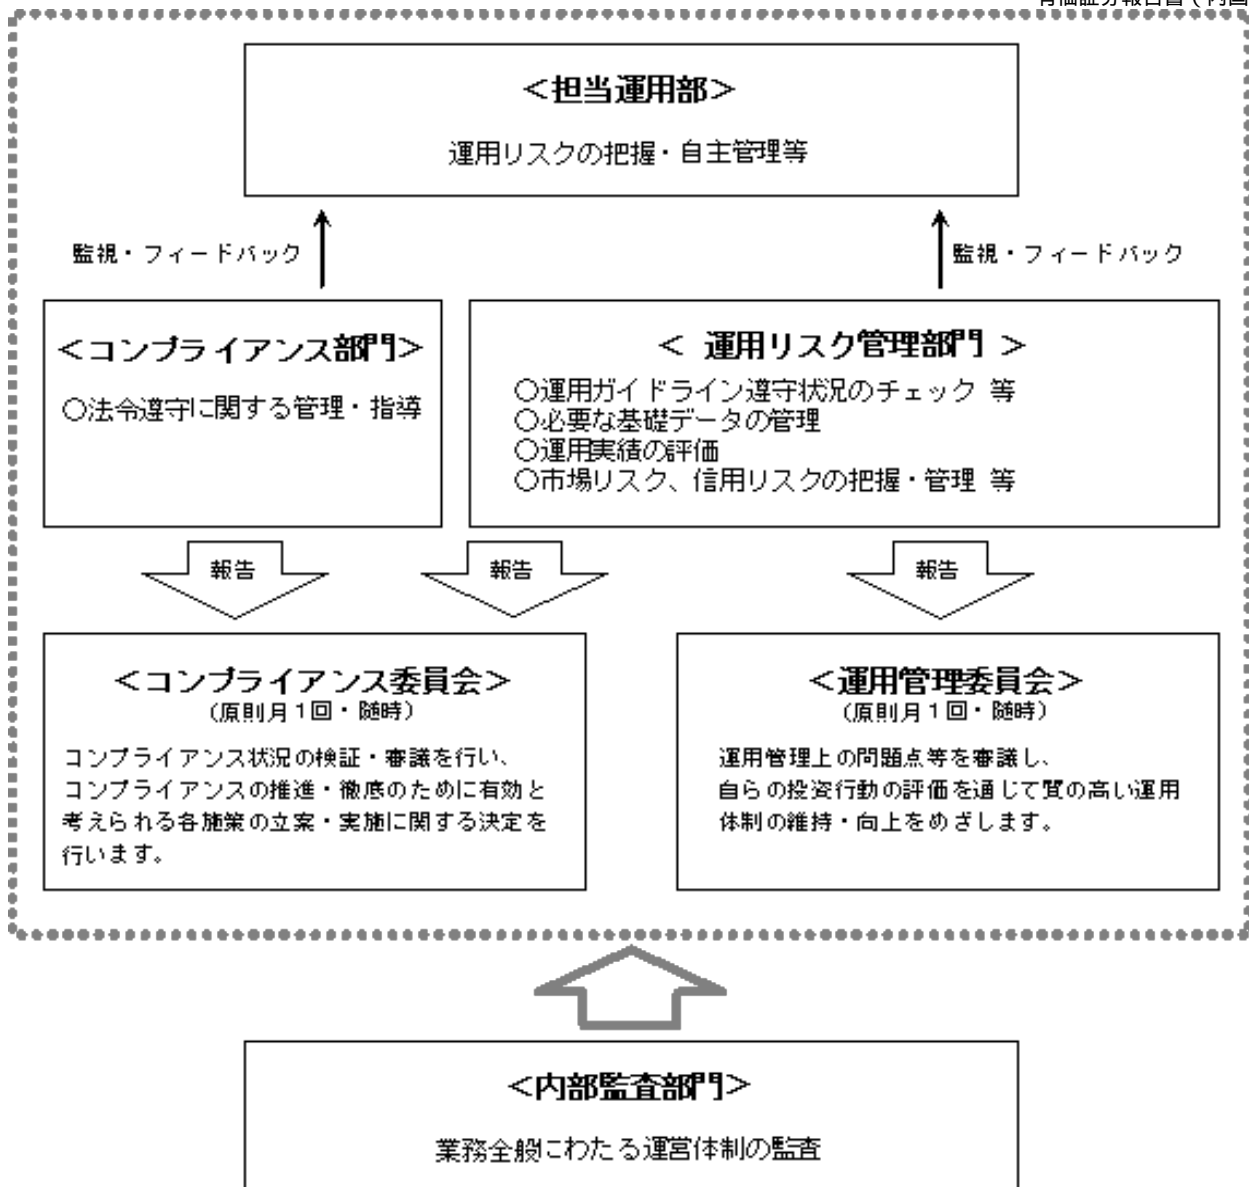 ＜担当運用部＞
運用リスクの把握・自主管理等
監視・フィードバック
監視・フィードバック
＜コンプライアンス部門＞
○法令遵守に関する管理・指導
＜ 運用リスク管理部門 ＞
○運用ガイドライン遵守状況のチェック 等
○必要な基礎データの管理
○運用実績の評価
○市場リスク、信用リスクの把握・管理 等
報告
報告
報告
＜コンプライアンス委員会＞
（原則月１回・随時）
コンプライアンス状況の検証・審議を行い、
コンプライアンスの推進・徹底のために有効と
考えられる各施策の立案・実施に関する決定を
行います。
＜運用管理委員会＞
（原則月１回・随時）
運用管理上の問題点等を審議し、
自らの投資行動の評価を通じて質の高い運用
体制の維持・向上をめざします。
＜内部監査部門＞
業務全般にわたる運営体制の監査